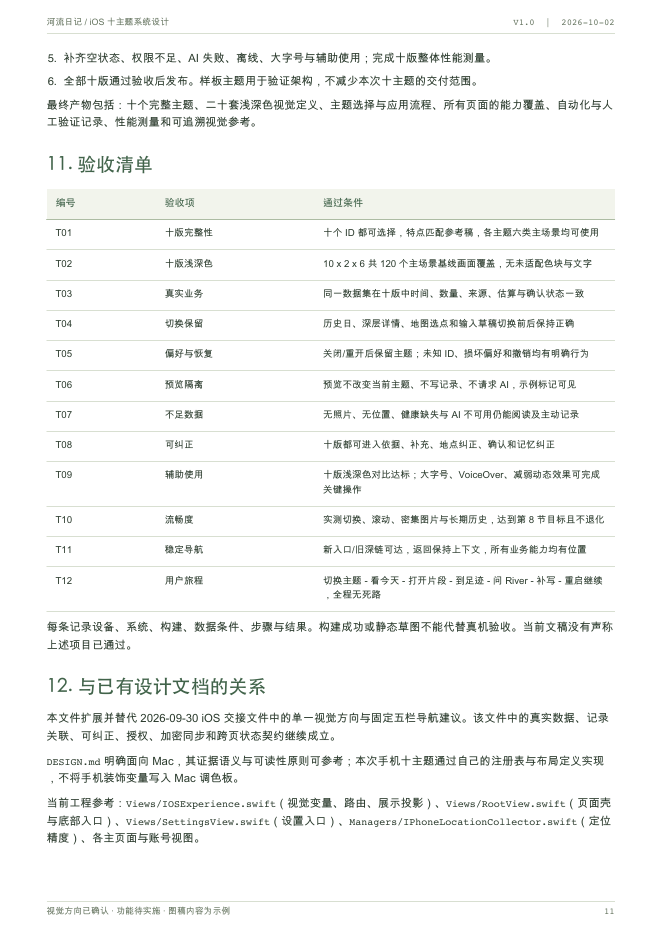 河流日记 / iOS 十主题系统设计
V1.0 | 2026-10-02
5. 补齐空状态、权限不足、AI 失败、离线、大字号与辅助使用；完成十版整体性能测量。
6. 全部十版通过验收后发布。样板主题用于验证架构，不减少本次十主题的交付范围。
最终产物包括：十个完整主题、二十套浅深色视觉定义、主题选择与应用流程、所有页面的能力覆盖、自动化与人
工验证记录、性能测量和可追溯视觉参考。
11. 验收清单
编号 验收项 通过条件
T01 十版完整性 十个 ID 都可选择，特点匹配参考稿，各主题六类主场景均可使用
T02 十版浅深色 10 x 2 x 6 共 120 个主场景基线画面覆盖，无未适配色块与文字
T03 真实业务 同一数据集在十版中时间、数量、来源、估算与确认状态一致
T04 切换保留 历史日、深层详情、地图选点和输入草稿切换前后保持正确
T05 偏好与恢复 关闭/重开后保留主题；未知 ID、损坏偏好和撤销均有明确行为
T06 预览隔离 预览不改变当前主题、不写记录、不请求 AI，示例标记可见
T07 不足数据 无照片、无位置、健康缺失与 AI 不可用仍能阅读及主动记录
T08 可纠正 十版都可进入依据、补充、地点纠正、确认和记忆纠正
T09 辅助使用 十版浅深色对比达标；大字号、VoiceOver、减弱动态效果可完成
关键操作
T10 流畅度 实测切换、滚动、密集图片与长期历史，达到第 8 节目标且不退化
T11 稳定导航 新入口/旧深链可达，返回保持上下文，所有业务能力均有位置
T12 用户旅程 切换主题 - 看今天 - 打开片段 - 到足迹 - 问 River - 补写 - 重启继续
，全程无死路
每条记录设备、系统、构建、数据条件、步骤与结果。构建成功或静态草图不能代替真机验收。当前文稿没有声称
上述项目已通过。
12. 与已有设计文档的关系
本文件扩展并替代 2026-09-30 iOS 交接文件中的单一视觉方向与固定五栏导航建议。该文件中的真实数据、记录
关联、可纠正、授权、加密同步和跨页状态契约继续成立。
DESIGN.md 明确面向 Mac，其证据语义与可读性原则可参考；本次手机十主题通过自己的注册表与布局定义实现
，不将手机装饰变量写入 Mac 调色板。
当前工程参考：Views/IOSExperience.swift（视觉变量、路由、展示投影）、Views/RootView.swift（页面壳
与底部入口）、Views/SettingsView.swift（设置入口）、Managers/IPhoneLocationCollector.swift（定位
精度）、各主页面与账号视图。
视觉方向已确认 · 功能待实施 · 图稿内容为示例
11